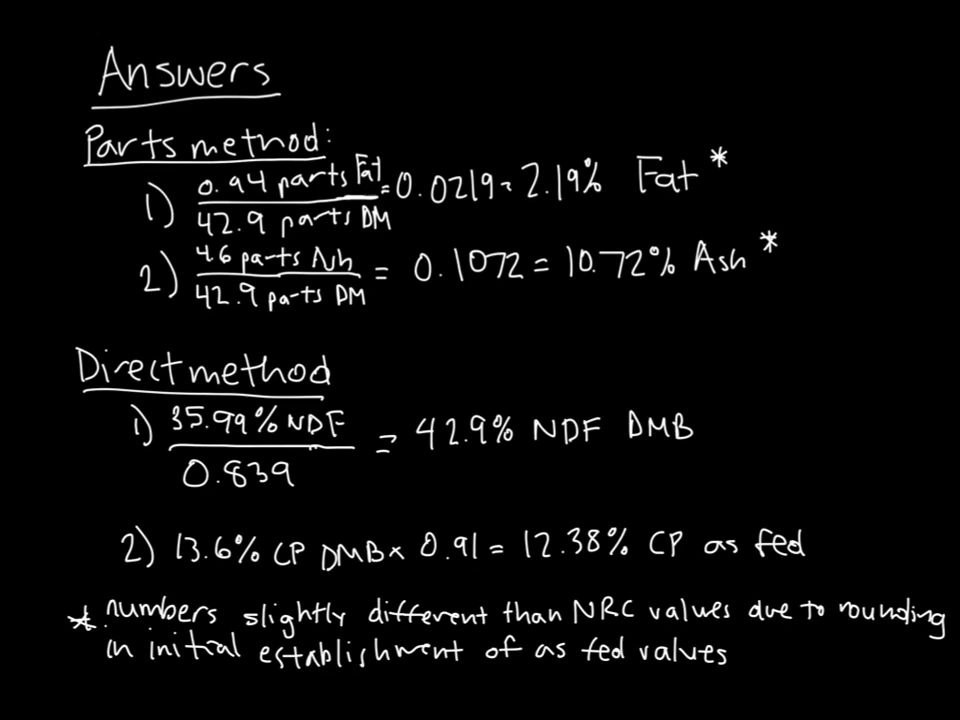 Answers
Parts method:
1) 0.94 parts Fat / 42.9 parts DM = 0.0219 = 2.19% Fat *
2) 4.6 parts Ash / 42.9 parts DM = 0.1072 = 10.72% Ash *
Direct method
1) 35.99% NDF / 0.839 = 42.9% NDF DMB
2) 13.6% CP DMB x 0.91 = 12.38% CP as fed
* numbers slightly different than NRC values due to rounding
in initial establishment of as fed values